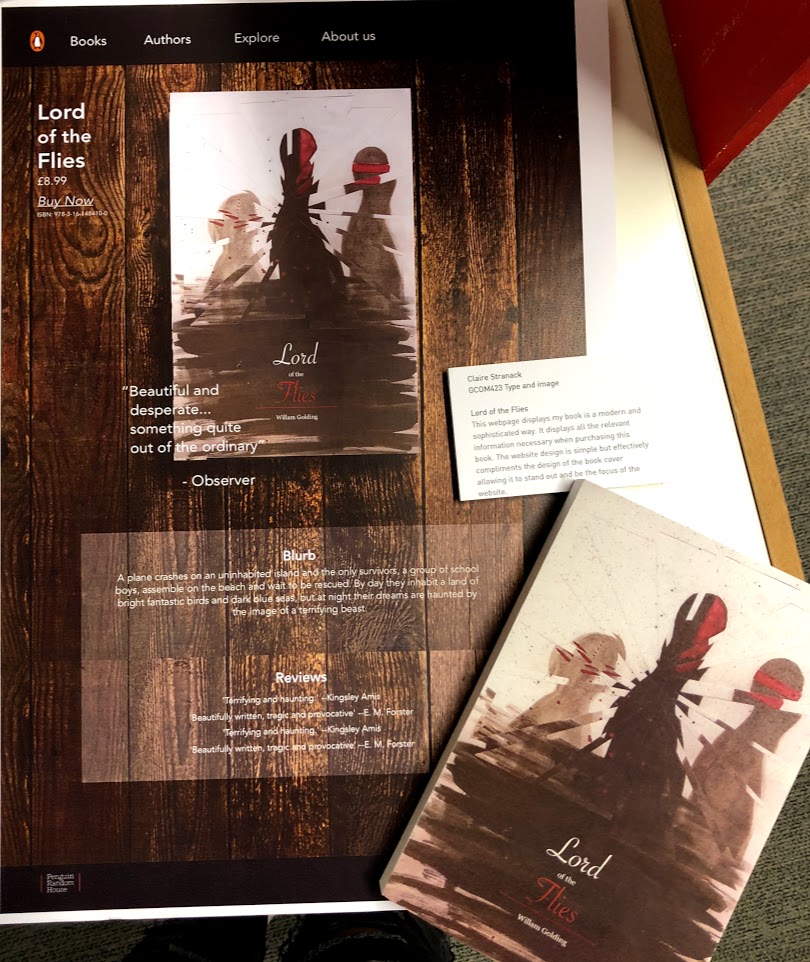 Books Authors Explore About us
Lord
of the
Flies
£8.99
Buy Now
ISBN: 978-3-16-148410-0
Lord
of the
Flies
Willam Golding
“Beautiful and
desperate...
something quite
out of the ordinary”
- Observer
Blurb
A plane crashes on an uninhabited island and the only survivors, a group of school
boys, assemble on the beach and wait to be rescued. By day they inhabit a land of
bright fantastic birds and dark blue seas, but at night their dreams are haunted by
the image of a terrifying beast.
Reviews
'Terrifying and haunting.' --Kingsley Amis
'Beautifully written, tragic and provocative' --E. M. Forster
'Terrifying and haunting.' --Kingsley Amis
'Beautifully written, tragic and provocative' --E. M. Forster
Penguin
Random
House
Claire Stranack
GCOM423 Type and image
Lord of the Flies
This webpage displays my book is a modern and
sophisticated way. It displays all the relevant
information necessary when purchasing this
book. The website design is simple but effectively
compliments the design of the book cover
allowing it to stand out and be the focus of the
website.
Lord
of the
Flies
Willam Golding